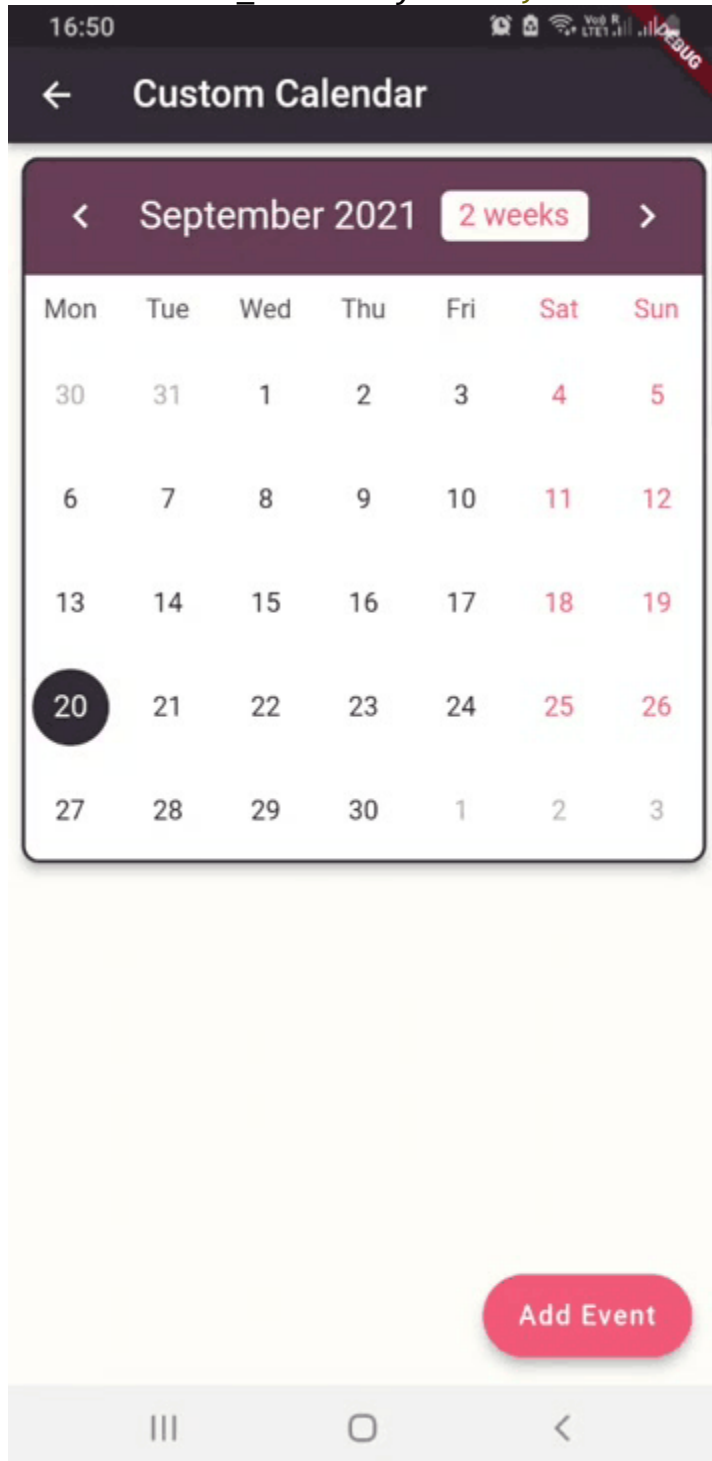 16:50
DEBUG
Custom Calendar
September 2021 2 weeks
Mon Tue Wed Thu Fri Sat Sun
30 31 1 2 3 4 5
6 7 8 9 10 11 12
13 14 15 16 17 18 19
20 21 22 23 24 25 26
27 28 29 30 1 2 3
Add Event